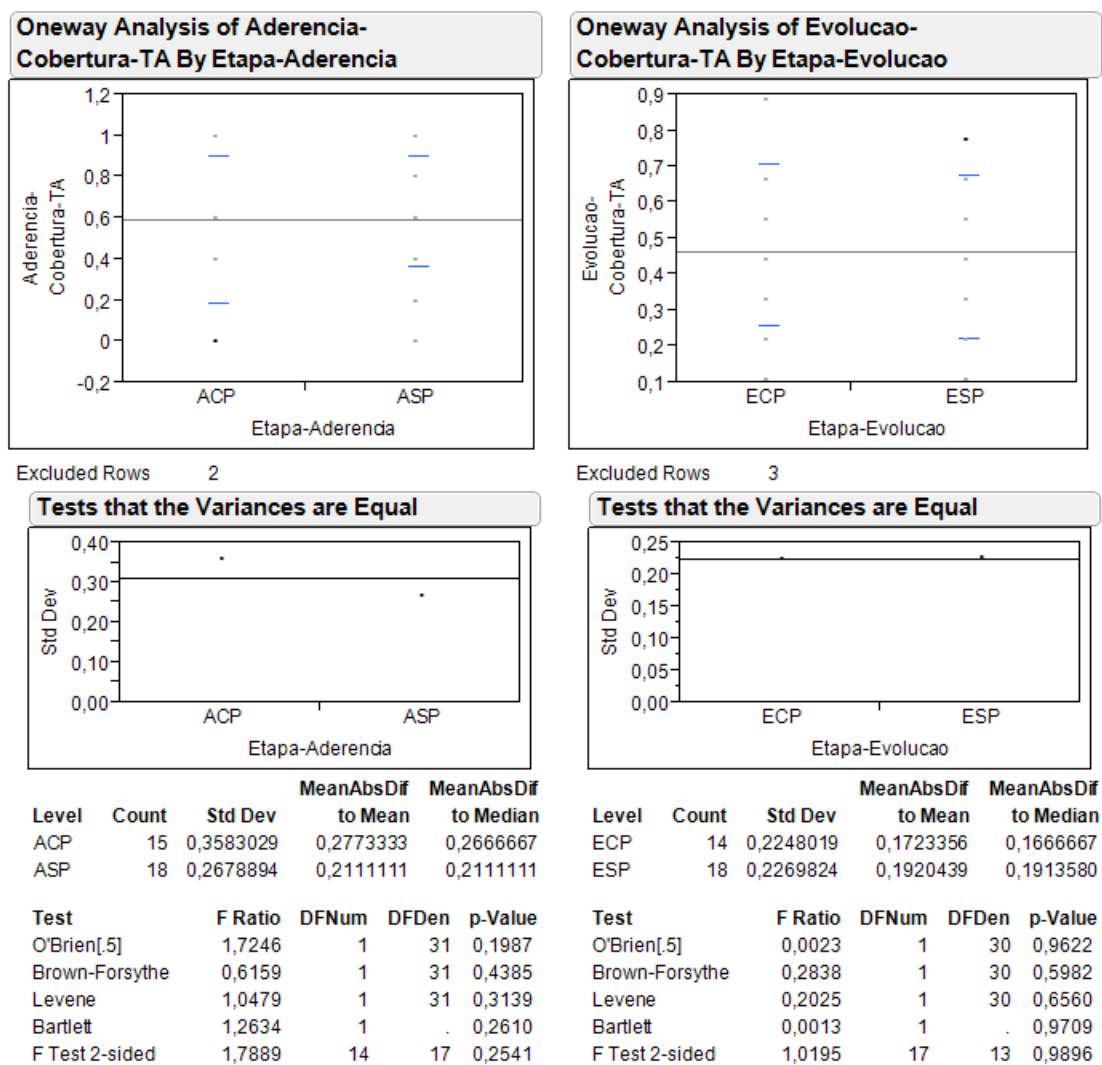 Oneway Analysis of Aderencia-
Cobertura-TA By Etapa-Aderencia
1,2
1
0,8
0,6
0,4
0,2
0
-0,2
Aderencia-
Cobertura-TA
ACP ASP
Etapa-Aderencia
Excluded Rows 2
Tests that the Variances are Equal
0,40
0,30
0,20
0,10
0,00
Std Dev
ACP ASP
Etapa-Aderencia
MeanAbsDif MeanAbsDif
Level Count Std Dev to Mean to Median
ACP 15 0,3583029 0,2773333 0,2666667
ASP 18 0,2678894 0,2111111 0,2111111
Test F Ratio DFNum DFDen p-Value
O'Brien[.5] 1,7246 1 31 0,1987
Brown-Forsythe 0,6159 1 31 0,4385
Levene 1,0479 1 31 0,3139
Bartlett 1,2634 1 . 0,2610
F Test 2-sided 1,7889 14 17 0,2541
Oneway Analysis of Evolucao-
Cobertura-TA By Etapa-Evolucao
0,9
0,8
0,7
0,6
0,5
0,4
0,3
0,2
0,1
Evolucao-
Cobertura-TA
ECP ESP
Etapa-Evolucao
Excluded Rows 3
Tests that the Variances are Equal
0,25
0,20
0,15
0,10
0,05
0,00
Std Dev
ECP ESP
Etapa-Evolucao
MeanAbsDif MeanAbsDif
Level Count Std Dev to Mean to Median
ECP 14 0,2248019 0,1723356 0,1666667
ESP 18 0,2269824 0,1920439 0,1913580
Test F Ratio DFNum DFDen p-Value
O'Brien[.5] 0,0023 1 30 0,9622
Brown-Forsythe 0,2838 1 30 0,5982
Levene 0,2025 1 30 0,6560
Bartlett 0,0013 1 . 0,9709
F Test 2-sided 1,0195 17 13 0,9896